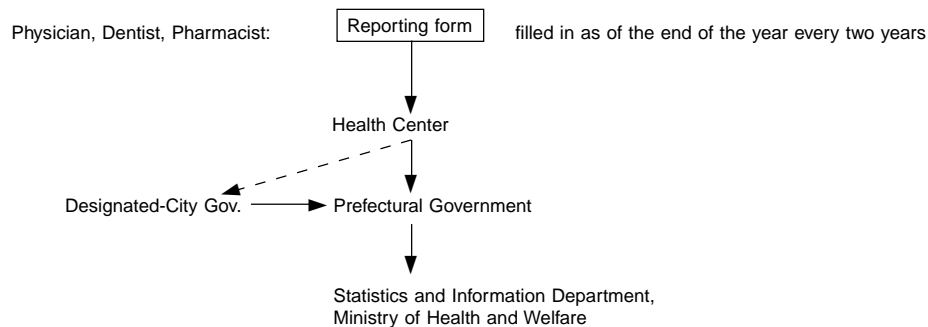 Physician, Dentist, Pharmacist: Reporting form filled in as of the end of the year every two years
Health Center
Designated-City Gov. Prefectural Government
Statistics and Information Department,
Ministry of Health and Welfare